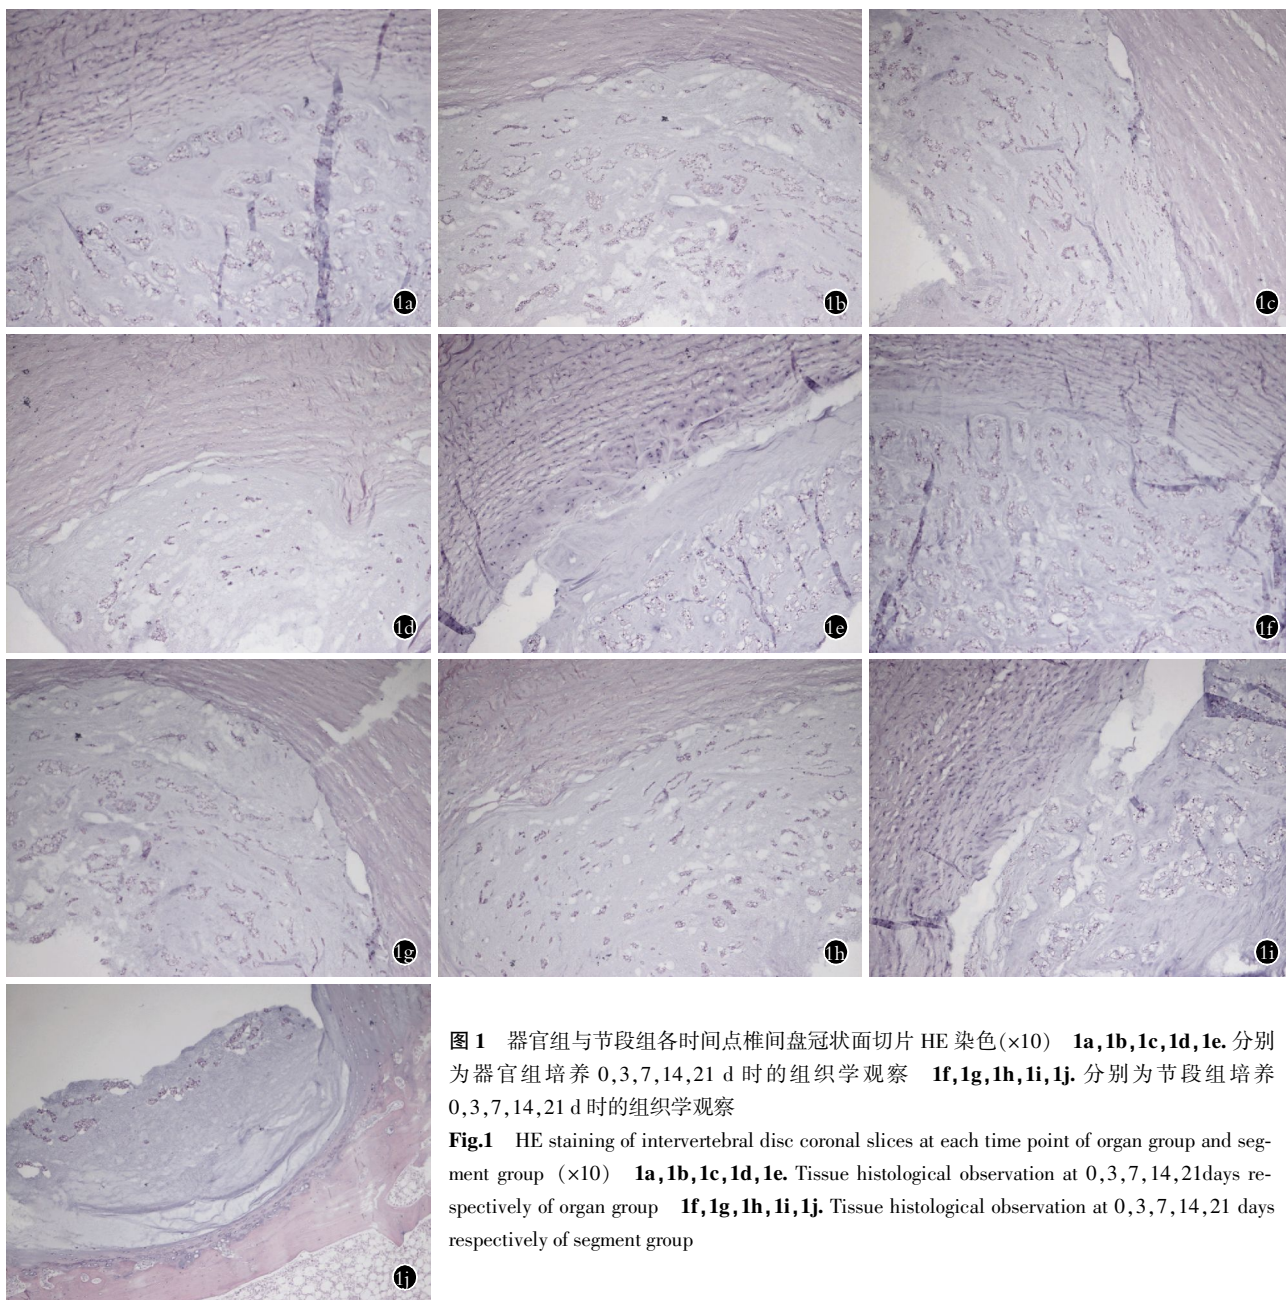 1a
1b
1c
1d
1e
1f
1g
1h
1i
1j
图 1 器官组与节段组各时间点椎间盘冠状面切片 HE 染色(×10) 1a,1b,1c,1d,1e. 分别
为器官组培养 0,3,7,14,21 d 时的组织学观察 1f,1g,1h,1i,1j. 分别为节段组培养
0,3,7,14,21 d 时的组织学观察
Fig.1 HE staining of intervertebral disc coronal slices at each time point of organ group and seg-
ment group (×10) 1a,1b,1c,1d,1e. Tissue histological observation at 0,3,7,14,21days re-
spectively of organ group 1f,1g,1h,1i,1j. Tissue histological observation at 0,3,7,14,21 days
respectively of segment group